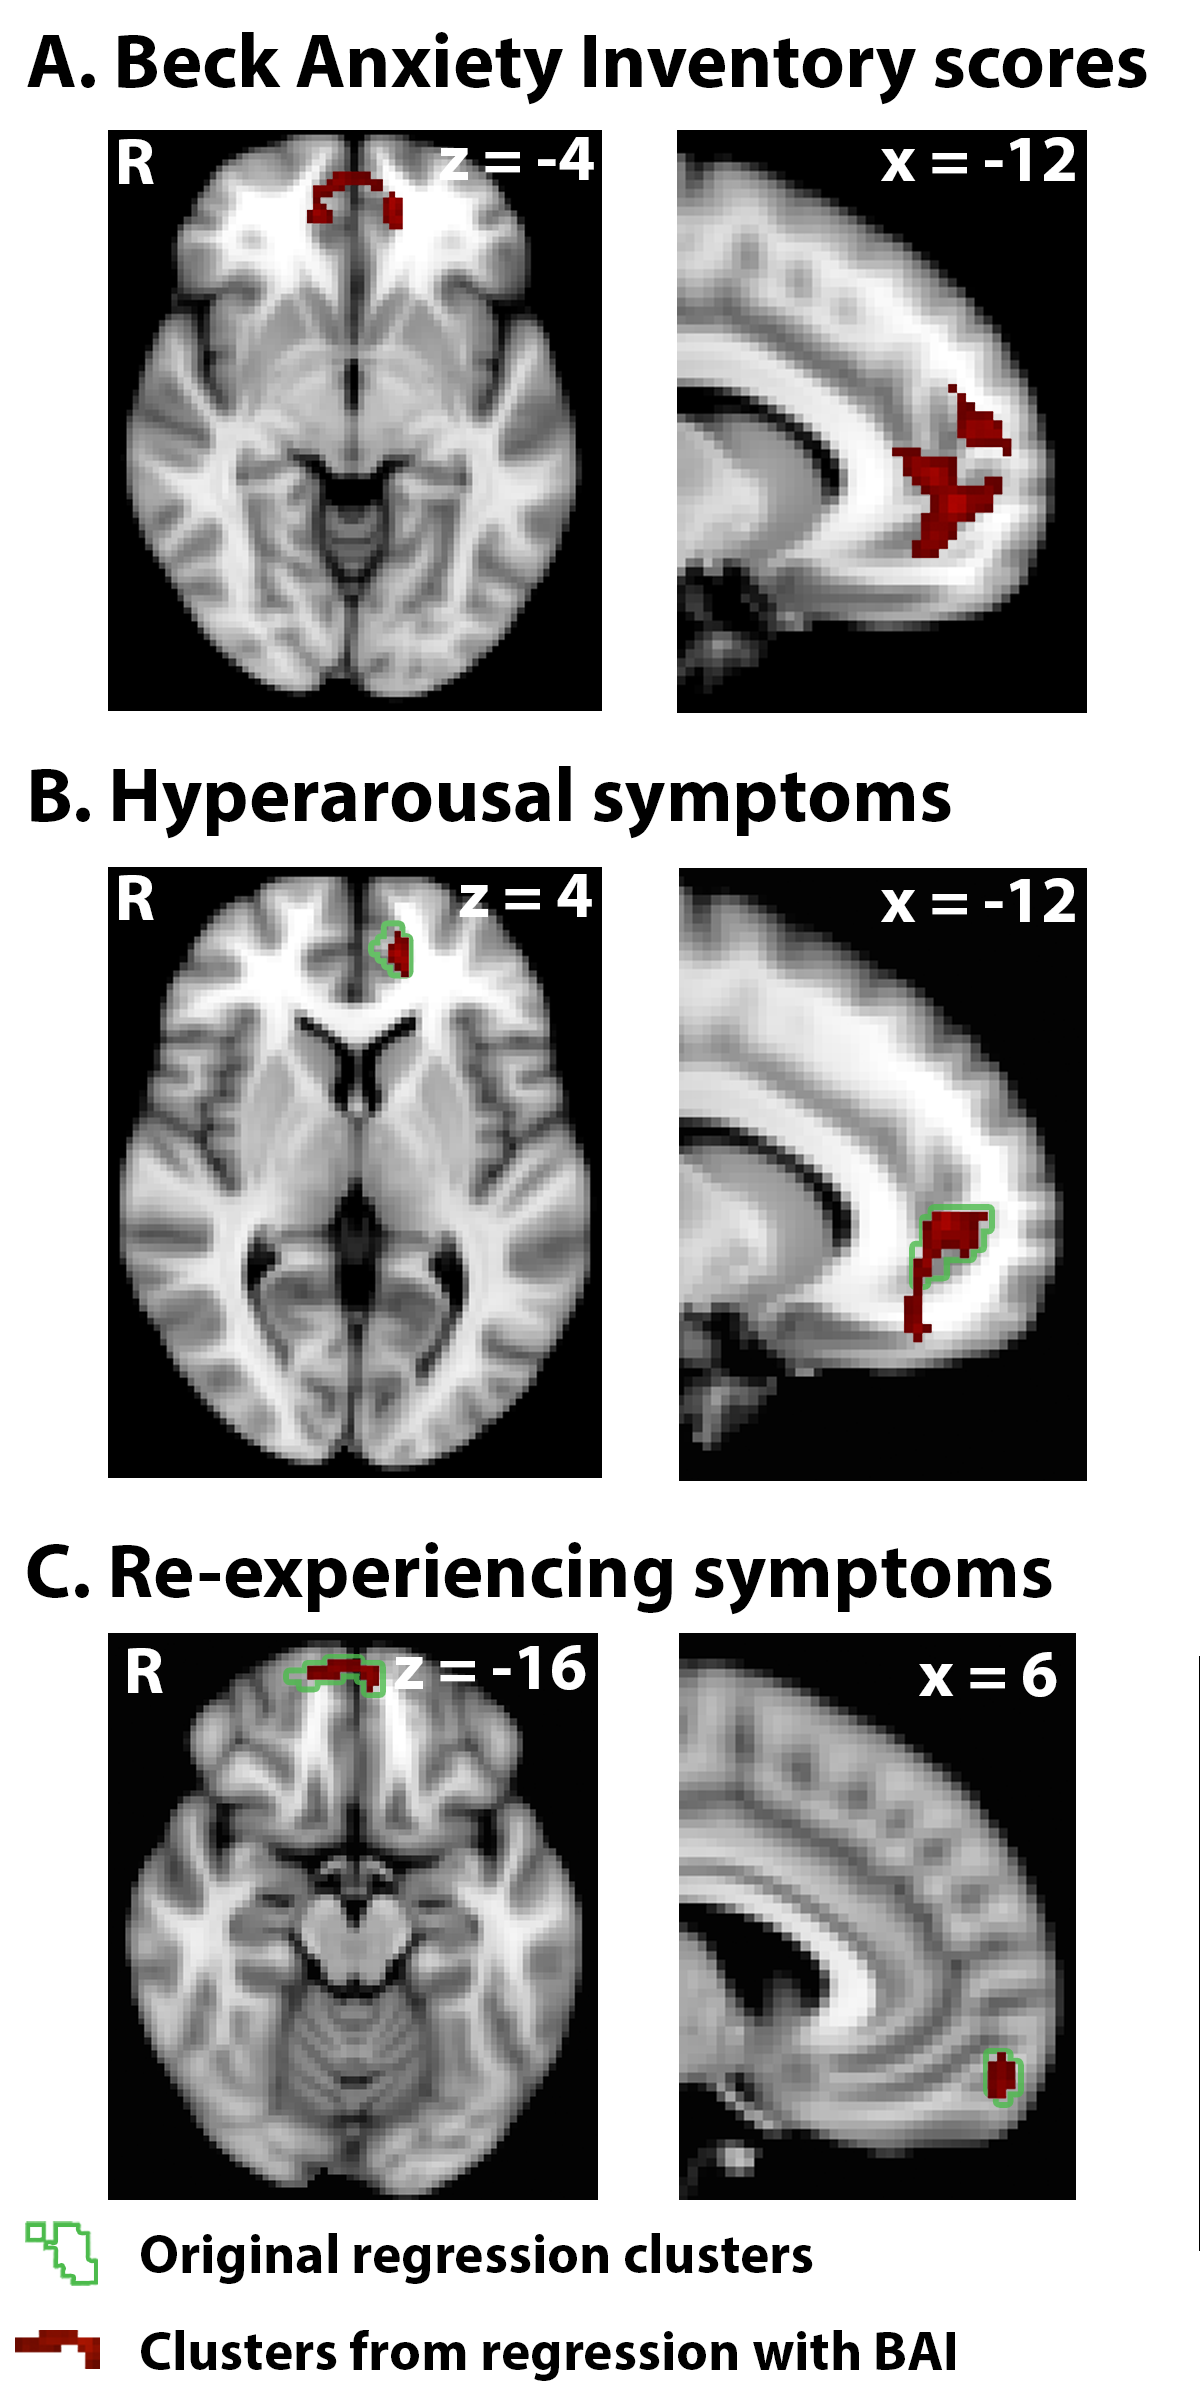 A. Beck Anxiety Inventory scores
R
z = -4
x = -12
B. Hyperarousal symptoms
R
z = 4
x = -12
C. Re-experiencing symptoms
R
z = -16
x = 6
Original regression clusters
Clusters from regression with BAI